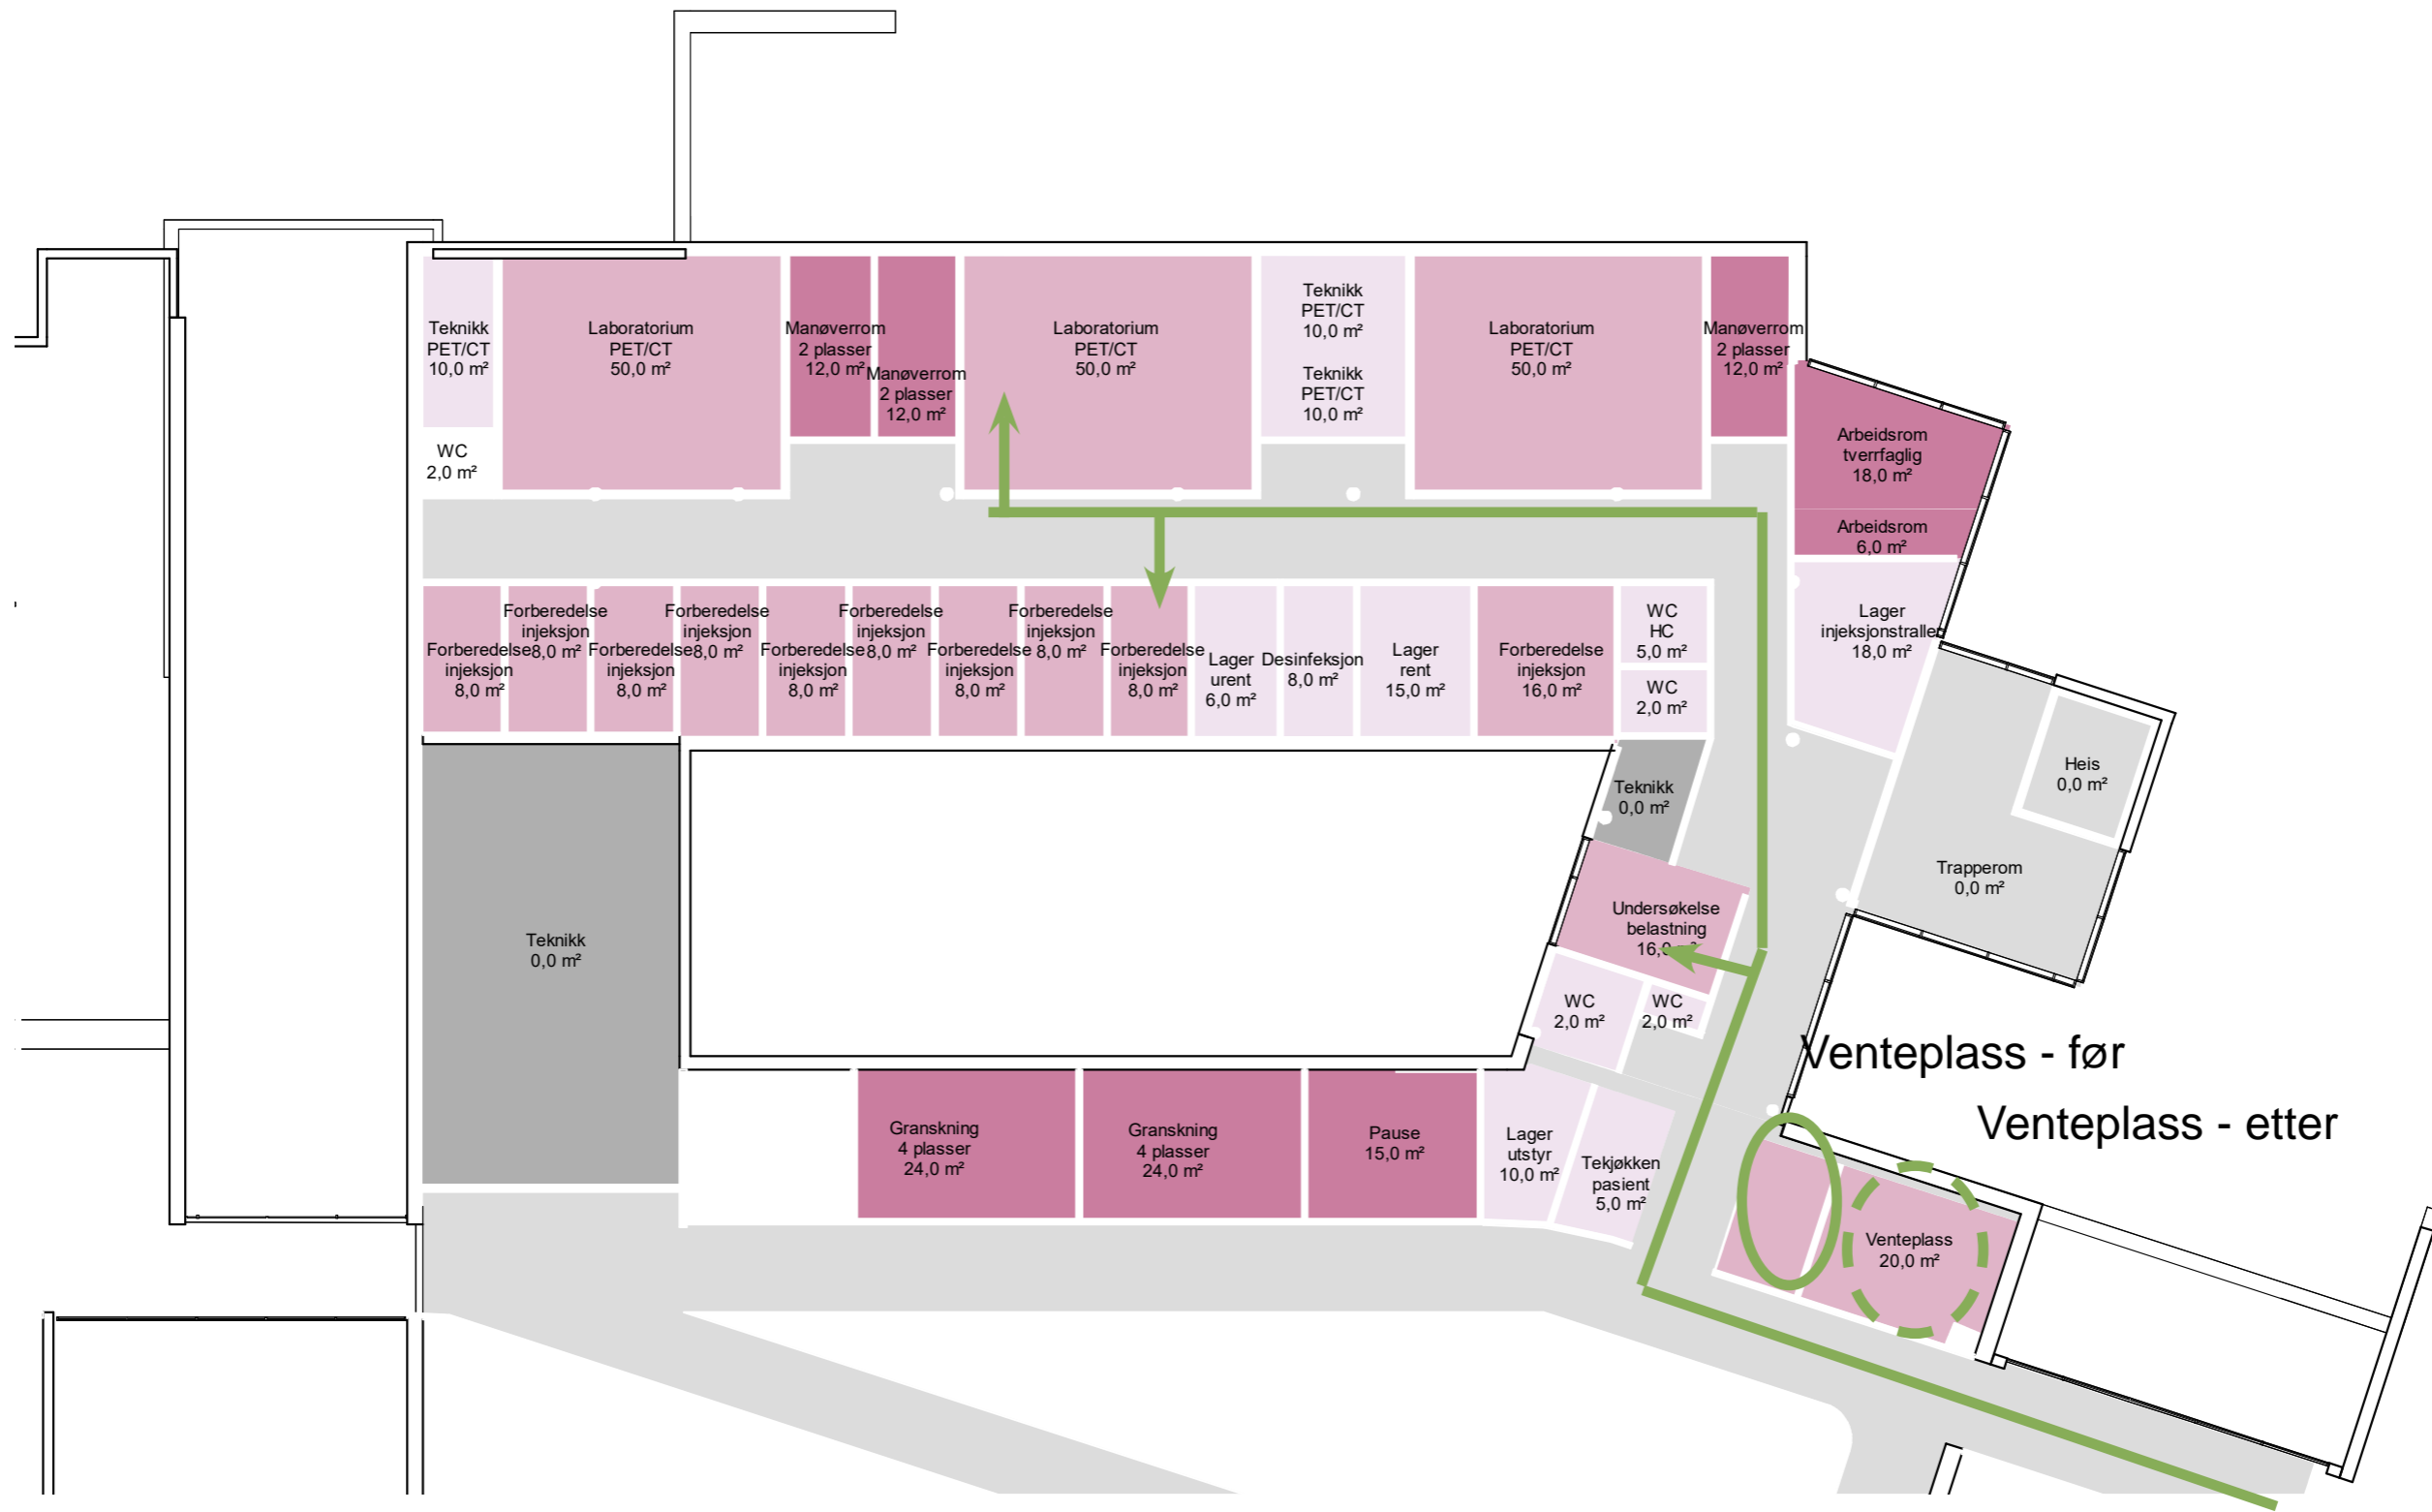 Teknikk
PET/CT
10,0 m²
Laboratorium
PET/CT
50,0 m²
Manøverrom
2 plasser
12,0 m²
Manøverrom
2 plasser
12,0 m²
Laboratorium
PET/CT
50,0 m²
Teknikk
PET/CT
10,0 m²
Teknikk
PET/CT
10,0 m²
Laboratorium
PET/CT
50,0 m²
Manøverrom
2 plasser
12,0 m²
WC
2,0 m²
Arbeidsrom
tverrfaglig
18,0 m²
Arbeidsrom
6,0 m²
Lager
injeksjonstraller
18,0 m²
Forberedelse
injeksjon
8,0 m²
Forberedelse
injeksjon
8,0 m²
Forberedelse
injeksjon
8,0 m²
Forberedelse
injeksjon
8,0 m²
Forberedelse
injeksjon
8,0 m²
Forberedelse
injeksjon
8,0 m²
Forberedelse
injeksjon
8,0 m²
Forberedelse
injeksjon
8,0 m²
Forberedelse
injeksjon
8,0 m²
Lager
urent
6,0 m²
Desinfeksjon
8,0 m²
Lager
rent
15,0 m²
Forberedelse
injeksjon
16,0 m²
WC
HC
5,0 m²
WC
2,0 m²
Heis
0,0 m²
Teknikk
0,0 m²
Trapperom
0,0 m²
Undersøkelse
belastning
16,0 m²
Teknikk
0,0 m²
WC
2,0 m²
WC
2,0 m²
Venteplass - før
Venteplass - etter
Granskning
4 plasser
24,0 m²
Granskning
4 plasser
24,0 m²
Pause
15,0 m²
Lager
utstyr
10,0 m²
Tekjøkken
pasient
5,0 m²
Venteplass
20,0 m²